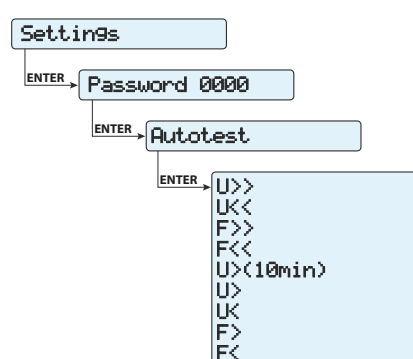 Settings
ENTER
Password 0000
ENTER
Autotest
ENTER
U>>
U<<
F>>
F<<
U>(10min)
U>
U<
F>
F<